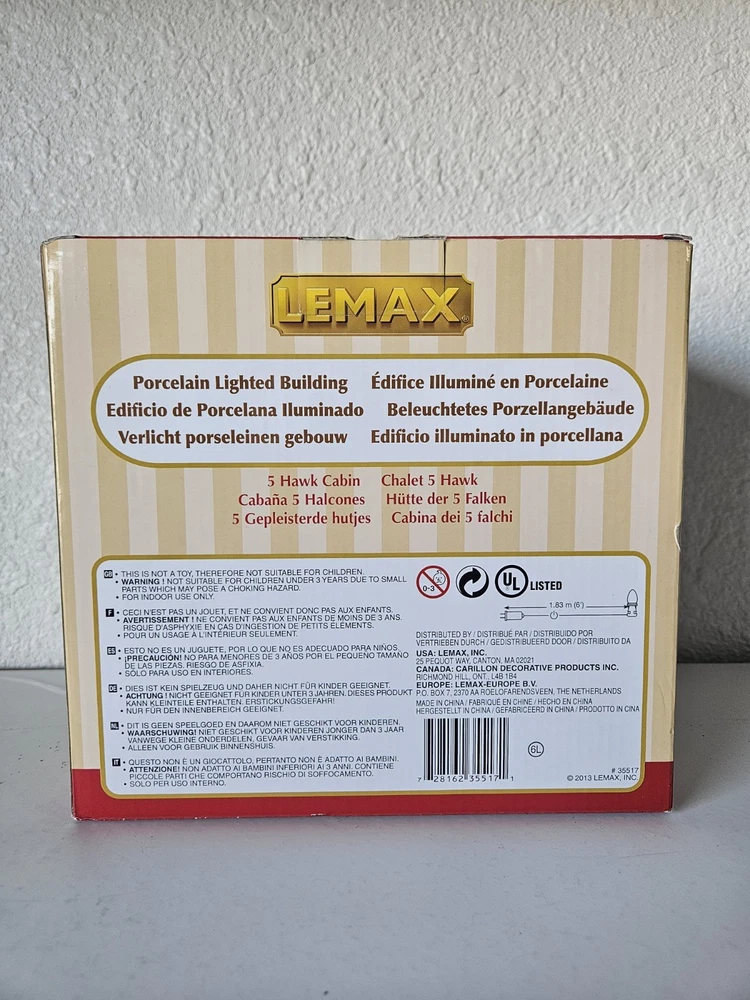 LEMAX®
Porcelain Lighted Building Édifice Illuminé en Porcelaine
Edificio de Porcelana Iluminado Beleuchtetes Porzellangebäude
Verlicht porseleinen gebouw Edificio illuminato in porcellana
5 Hawk Cabin Chalet 5 Hawk
Cabaña 5 Halcones Hütte der 5 Falken
5 Gepleisterde hutjes Cabina dei 5 falchi
GB • THIS IS NOT A TOY, THEREFORE NOT SUITABLE FOR CHILDREN.
• WARNING ! NOT SUITABLE FOR CHILDREN UNDER 3 YEARS DUE TO SMALL
PARTS WHICH MAY POSE A CHOKING HAZARD.
• FOR INDOOR USE ONLY.
F • CECI N'EST PAS UN JOUET, ET NE CONVIENT DONC PAS AUX ENFANTS.
• AVERTISSEMENT ! NE CONVIENT PAS AUX ENFANTS DE MOINS DE 3 ANS.
RISQUE D'ASPHYXIE EN CAS D'INGESTION DE PETITS ÉLÉMENTS.
• POUR UN USAGE À L'INTÉRIEUR SEULEMENT.
ES • ESTO NO ES UN JUGUETE, POR LO QUE NO ES ADECUADO PARA NIÑOS.
• ¡PRECAUCIÓN! NO PARA MENORES DE 3 AÑOS POR EL PEQUEÑO TAMAÑO
DE LAS PIEZAS. RIESGO DE ASFIXIA.
• SÓLO PARA USO EN INTERIORES.
DE • DIES IST KEIN SPIELZEUG UND DAHER NICHT FÜR KINDER GEEIGNET.
• ACHTUNG ! NICHT GEEIGNET FÜR KINDER UNTER 3 JAHREN. DIESES PRODUKT
KANN KLEINTEILE ENTHALTEN. ERSTICKUNGSGEFAHR!
• NUR FÜR DEN INNENBEREICH GEEIGNET.
NL • DIT IS GEEN SPEELGOED EN DAAROM NIET GESCHIKT VOOR KINDEREN.
• WAARSCHUWING! NIET GESCHIKT VOOR KINDEREN JONGER DAN 3 JAAR
VANWEGE KLEINE ONDERDELEN, GEVAAR VAN VERSTIKKING.
• ALLEEN VOOR GEBRUIK BINNENSHUIS.
IT • QUESTO NON È UN GIOCATTOLO, PERTANTO NON È ADATTO AI BAMBINI.
• ATTENZIONE! NON ADATTO AI BAMBINI INFERIORI AI 3 ANNI. CONTIENE
PICCOLE PARTI CHE COMPORTANO RISCHIO DI SOFFOCAMENTO.
• SOLO PER USO INTERNO.
0-3
UL LISTED
1.83 m (6')
DISTRIBUTED BY / DISTRIBUÉ PAR / DISTRIBUIDO POR
VERTRIEBEN DURCH / GEDISTRIBUEERD DOOR / DISTRIBUITO DA
USA: LEMAX, INC.
25 PEQUOT WAY, CANTON, MA 02021
CANADA: CARILLON DECORATIVE PRODUCTS INC.
RICHMOND HILL, ONT., L4B 1B4
EUROPE: LEMAX-EUROPE B.V.
P.O. BOX 7, 2370 AA ROELOFARENDSVEEN, THE NETHERLANDS
MADE IN CHINA / FABRIQUÉ EN CHINE / HECHO EN CHINA
HERGESTELLT IN CHINA / GEFABRICEERD IN CHINA / PRODOTTO IN CINA
7 28162 35517 1
6L
# 35517
© 2013 LEMAX, INC.